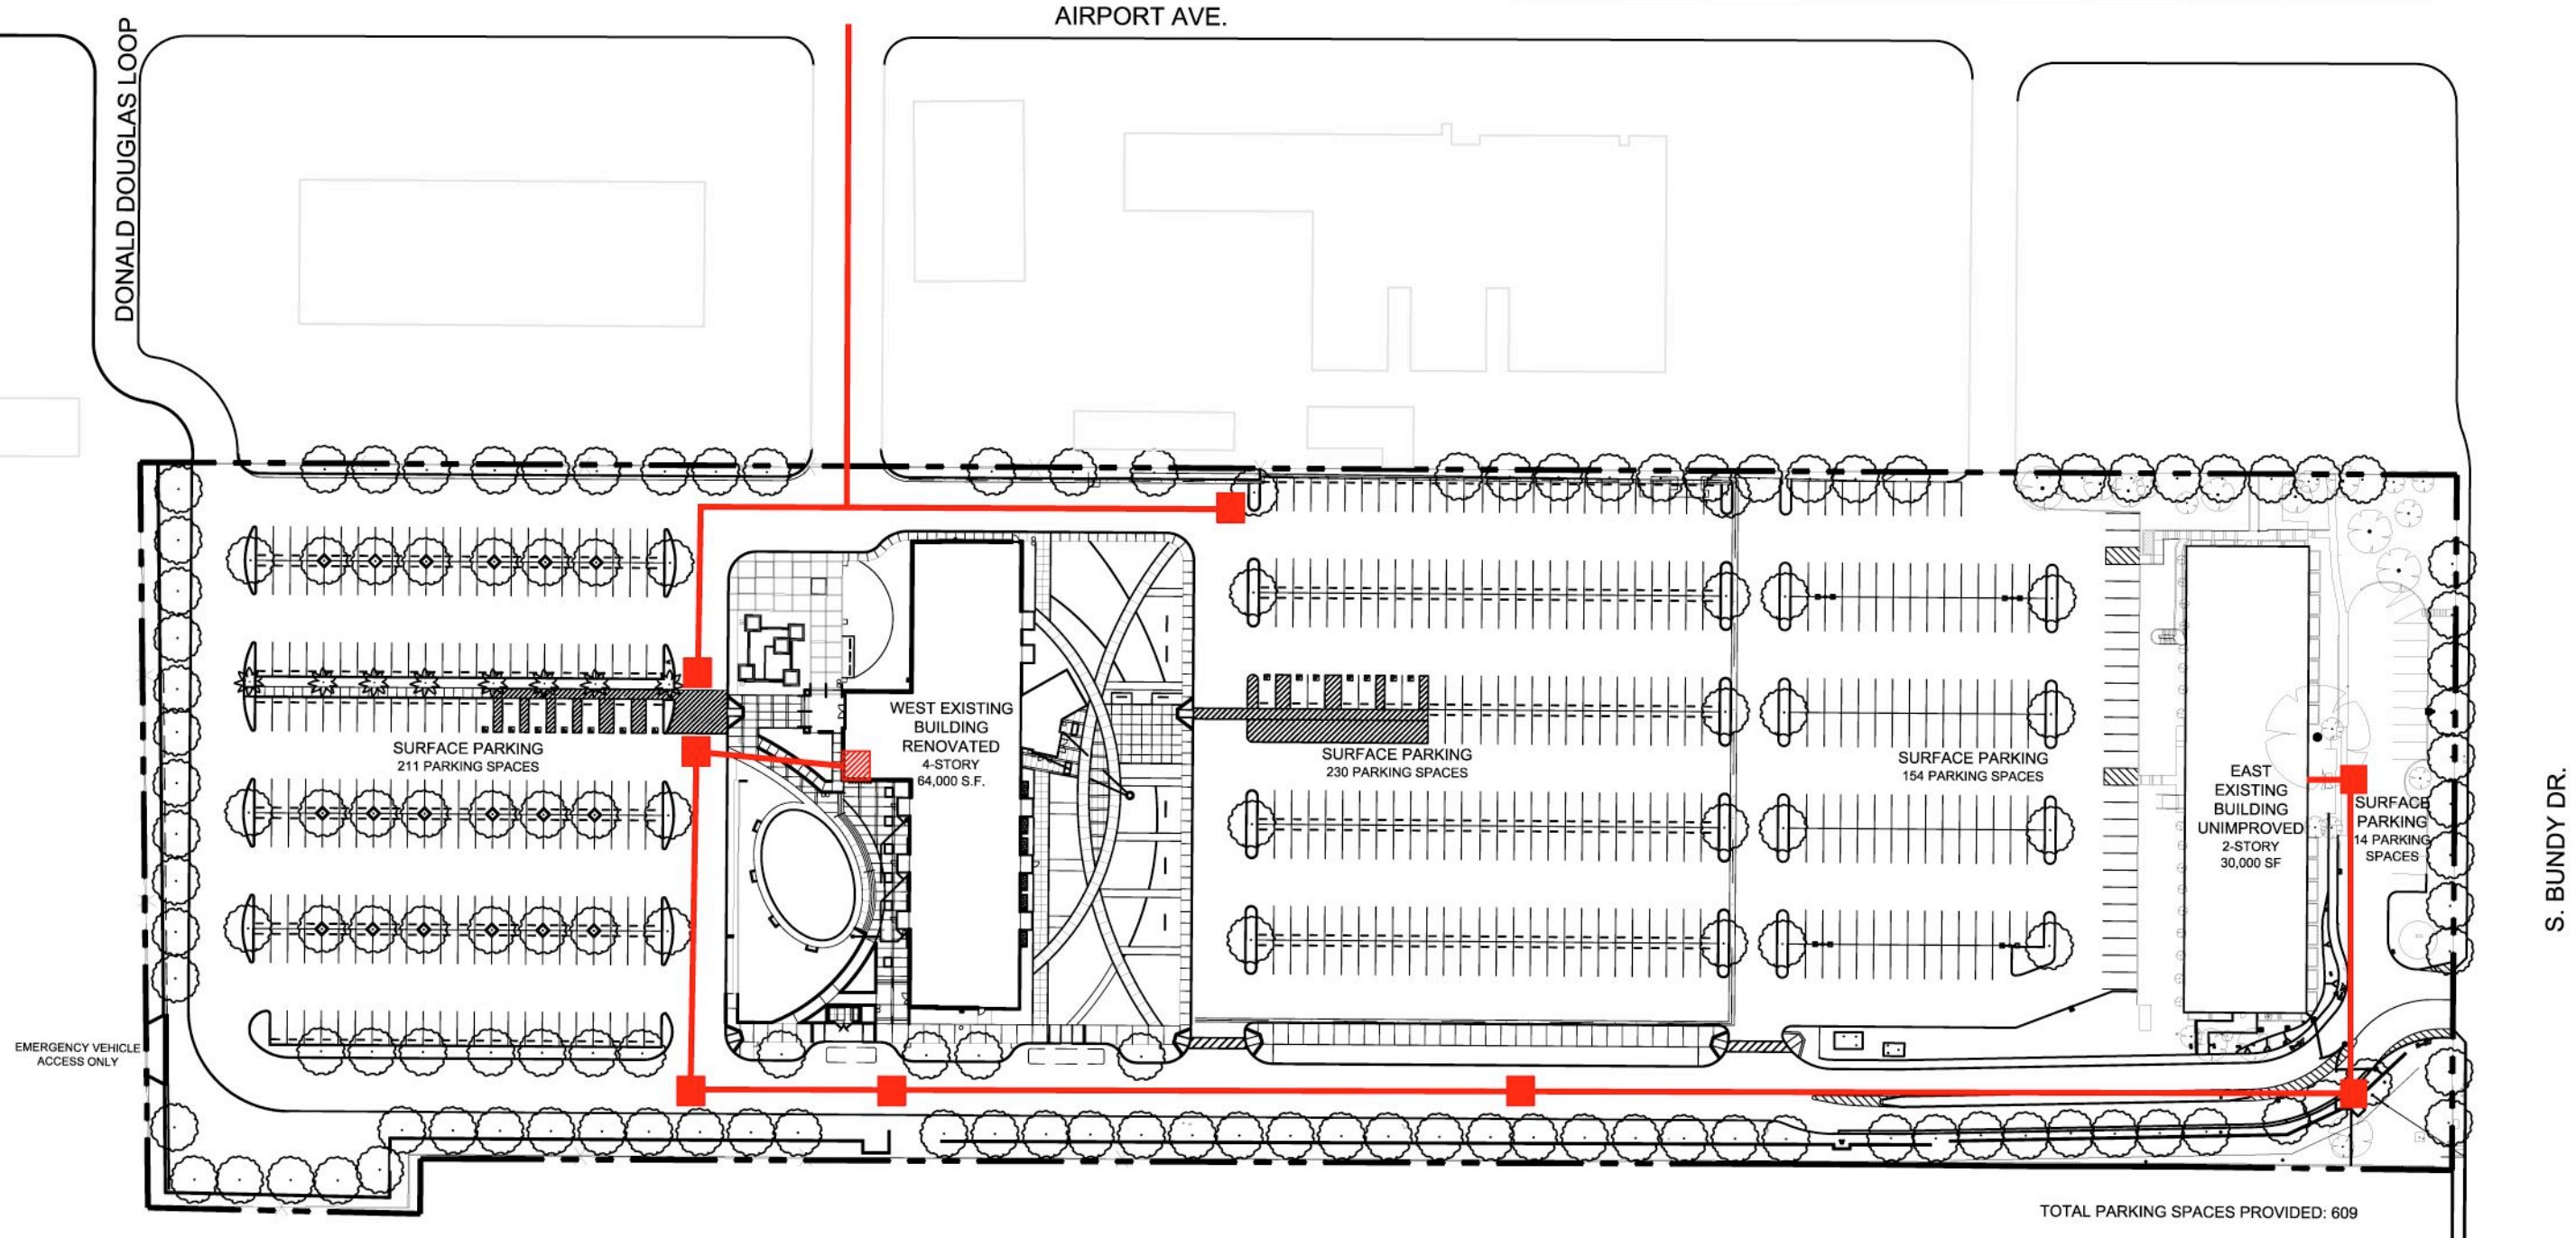 AIRPORT AVE.
DONALD DOUGLAS LOOP
WEST EXISTING
BUILDING
RENOVATED
4-STORY
64,000 S.F.
SURFACE PARKING
211 PARKING SPACES
SURFACE PARKING
230 PARKING SPACES
SURFACE PARKING
154 PARKING SPACES
EAST
EXISTING
BUILDING
UNIMPROVED
2-STORY
30,000 SF
SURFACE
PARKING
14 PARKING
SPACES
S. BUNDY DR.
EMERGENCY VEHICLE
ACCESS ONLY
TOTAL PARKING SPACES PROVIDED: 609